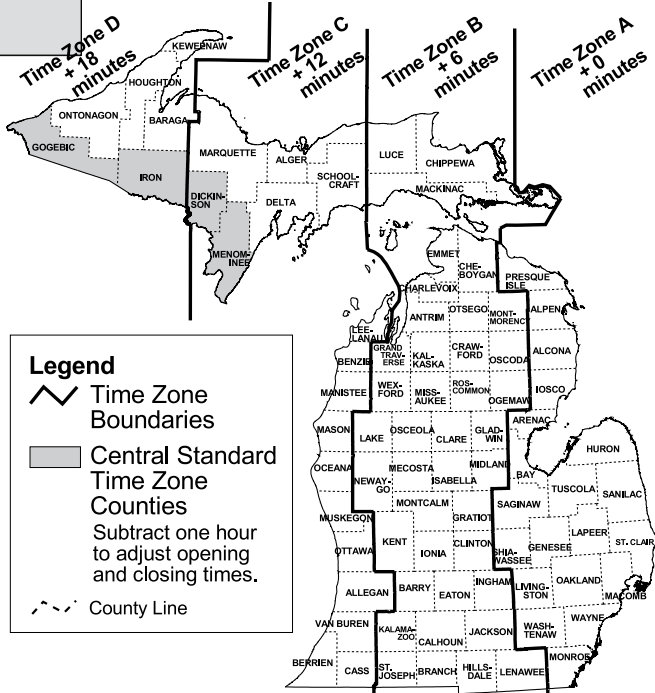 Time Zone D
+ 18
minutes
Time Zone C
+ 12
minutes
Time Zone B
+ 6
minutes
Time Zone A
+ 0
minutes
KEWEENAW
HOUGHTON
ONTONAGON
BARAGA
GOGEBIC
IRON
MARQUETTE
ALGER
LUCE
CHIPPEWA
SCHOOL-
CRAFT
MACKINAC
DICKIN-
SON
DELTA
MENOM-
INEE
EMMET
CHE-
BOYGAN
PRESQUE
ISLE
CHARLEVOIX
ANTRIM
OTSEGO
MONT-
MORENCY
ALPENA
LEE-
LANAU
GRAND
TRAV-
ERSE
BENZIE
KAL-
KASKA
CRAW-
FORD
OSCODA
ALCONA
MANISTEE
WEX-
FORD
MISS-
AUKEE
ROS-
COMMON
OGEMAW
IOSCO
ARENAC
MASON
LAKE
OSCEOLA
CLARE
GLAD-
WIN
HURON
OCEANA
NEWAY-
GO
MECOSTA
ISABELLA
MIDLAND
BAY
TUSCOLA
SANILAC
MUSKEGON
MONTCALM
GRATIOT
SAGINAW
OTTAWA
KENT
IONIA
CLINTON
SHIA-
WASSEE
GENESEE
LAPEER
ST. CLAIR
ALLEGAN
BARRY
EATON
INGHAM
LIVING-
STON
OAKLAND
MACOMB
VAN BUREN
KALAMA-
ZOO
CALHOUN
JACKSON
WASH-
TENAW
WAYNE
BERRIEN
CASS
ST.
JOSEPH
BRANCH
HILLS-
DALE
LENAWEE
MONROE
Legend
Time Zone
Boundaries
Central Standard
Time Zone
Counties
Subtract one hour
to adjust opening
and closing times.
County Line